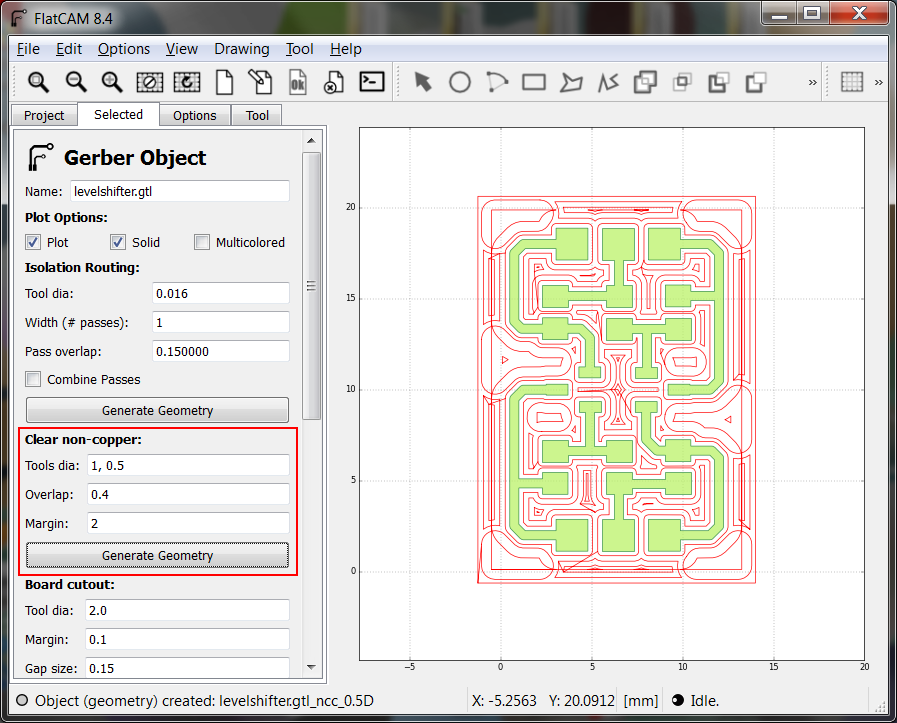 FlatCAM 8.4
File Edit Options View Drawing Tool Help
Ok
»
»
Project Selected Options Tool
Gerber Object
Name: levelshifter.gtl
Plot Options:
Plot Solid Multicolored
Isolation Routing:
Tool dia: 0.016
Width (# passes): 1
Pass overlap: 0.150000
Combine Passes
Generate Geometry
Clear non-copper:
Tools dia: 1, 0.5
Overlap: 0.4
Margin: 2
Generate Geometry
Board cutout:
Tool dia: 2.0
Margin: 0.1
Gap size: 0.15
20
15
10
5
0
−5 0 5 10 15 20
Object (geometry) created: levelshifter.gtl_ncc_0.5D X: -5.2563 Y: 20.0912 [mm] Idle.